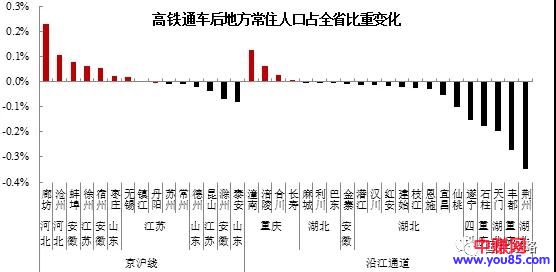 高铁通车后地方常住人口占全省比重变化
0.3%
0.2%
0.1%
0.0%
-0.1%
-0.2%
-0.3%
-0.4%
廊坊 沧州 蚌埠 徐州 宿州 枣庄 无锡 镇江 丹阳 苏州 常州 德州 昆山 滁州 泰安 潼南 涪陵 合川 长寿 麻城 利川 巴东 金寨 潜江 汉川 红安 建始 枝江 恩施 宜昌 仙桃 遂宁 石柱 天门 丰都 荆州
河北 河北 安徽 江苏 安徽 山东 江苏 山东 江苏 安徽 山东 重庆 湖北 安徽 湖北 四 重庆 湖北 重 湖
京沪线 沿江通道
中赚网
www.you85.com